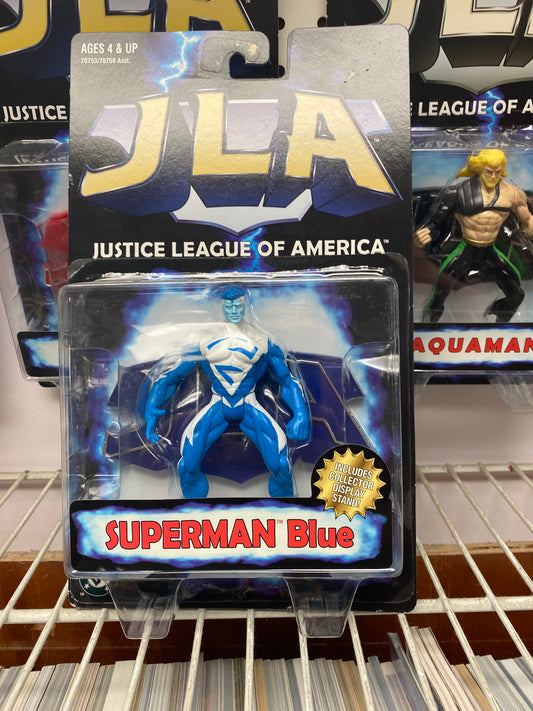 AGES 4 & UP
70753/70750 Asst.
JLA™
JUSTICE LEAGUE OF AMERICA™
INCLUDES
COLLECTOR
DISPLAY
STAND!
SUPERMAN™ Blue
JUSTICE
LEAGUE OF A
AQUAMAN